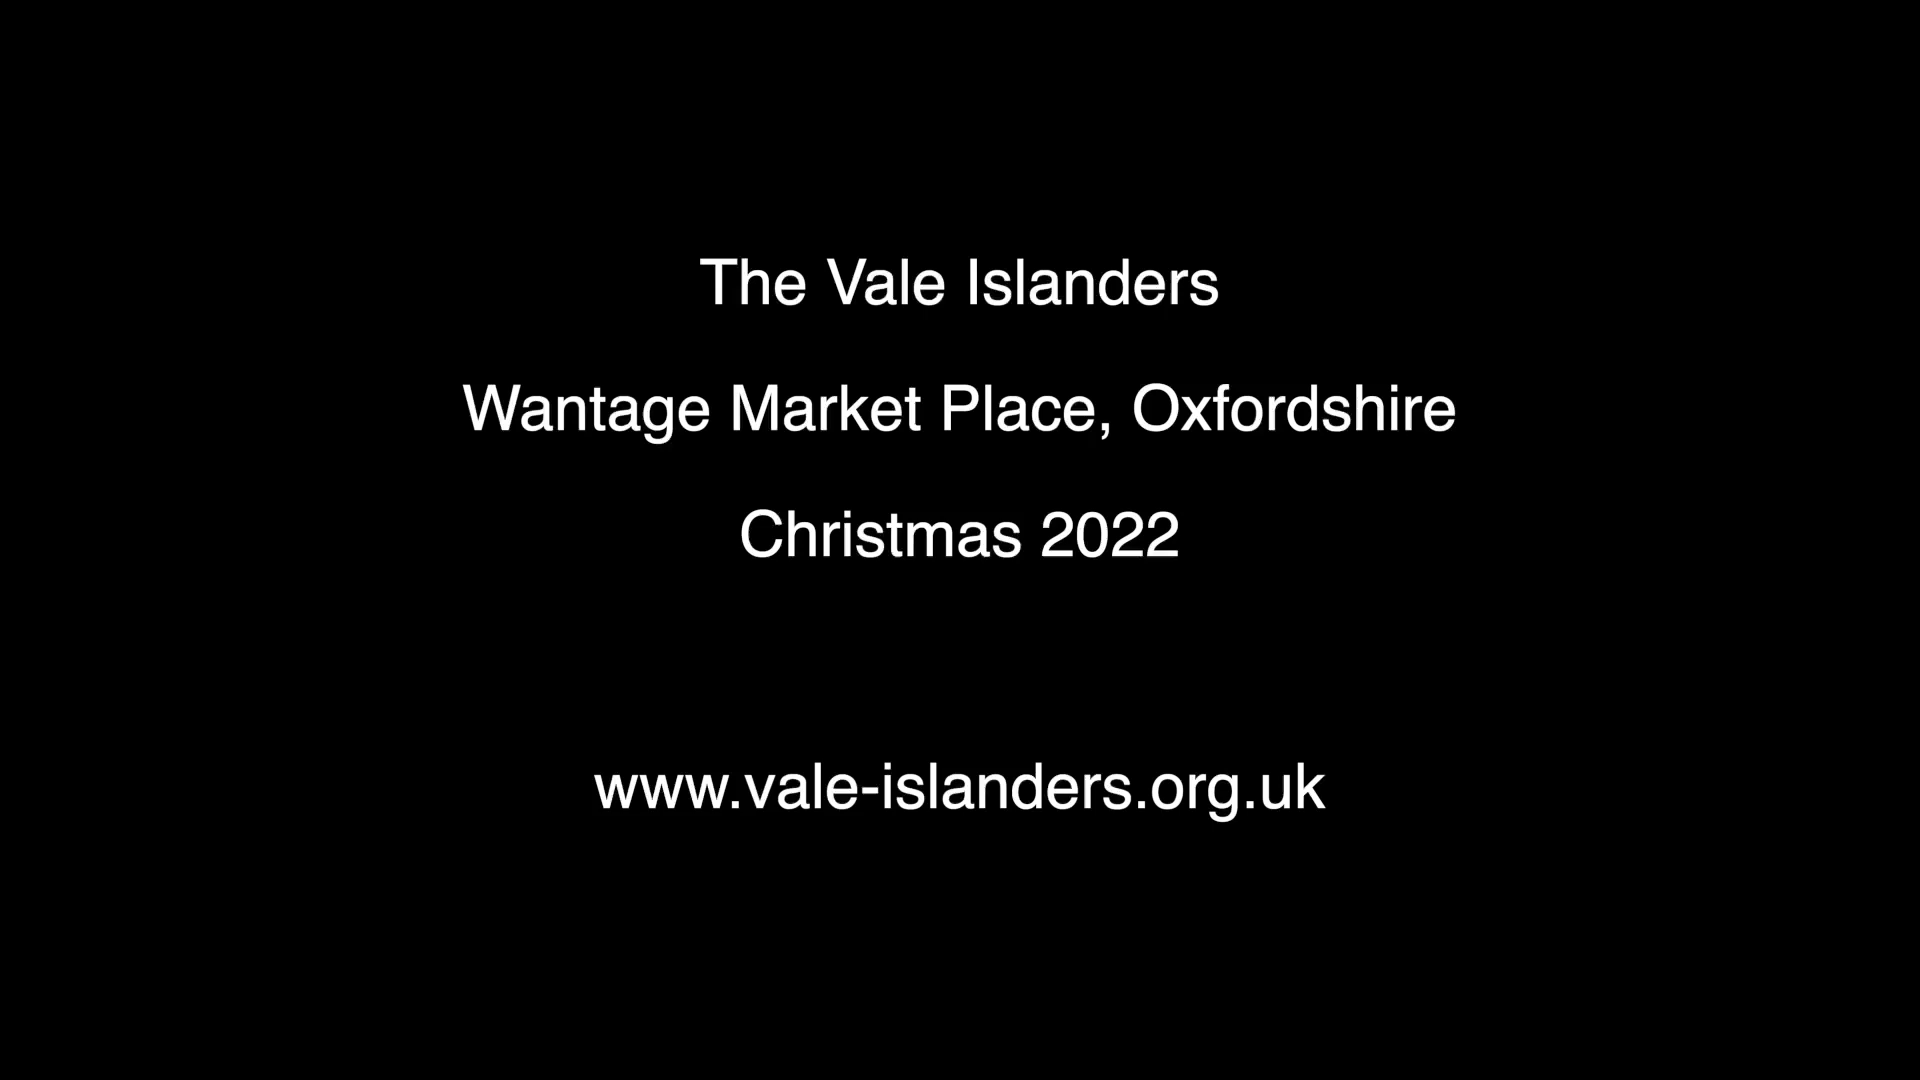 The Vale Islanders
Wantage Market Place, Oxfordshire
Christmas 2022
www.vale-islanders.org.uk